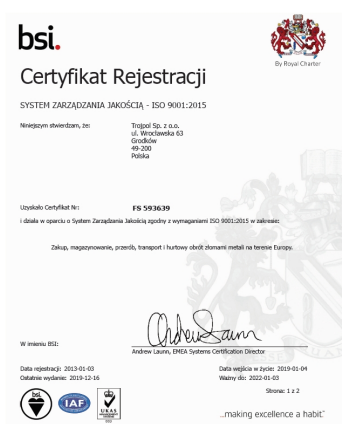 bsi.
By Royal Charter
Certyfikat Rejestracji
SYSTEM ZARZĄDZANIA JAKOŚCIĄ - ISO 9001:2015
Niniejszym stwierdzam, że:
Trojpol Sp. z o.o.
ul. Wrocławska 63
Grodków
49-200
Polska
Uzyskało Certyfikat Nr:
FS 593639
i działa w oparciu o System Zarządzania Jakością zgodny z wymaganiami ISO 9001:2015 w zakresie:
Zakup, magazynowanie, przerób, transport i hurtowy obrót złomami metali na terenie Europy.
W imieniu BSI:
Andrew Launn, EMEA Systems Certification Director
Data rejestracji: 2013-01-03
Data wejścia w życie: 2019-01-04
Ostatnie wydanie: 2019-12-16
Ważny do: 2022-01-03
Strona: 1 z 2
bsi.
IAF
UKAS
...making excellence a habit.™